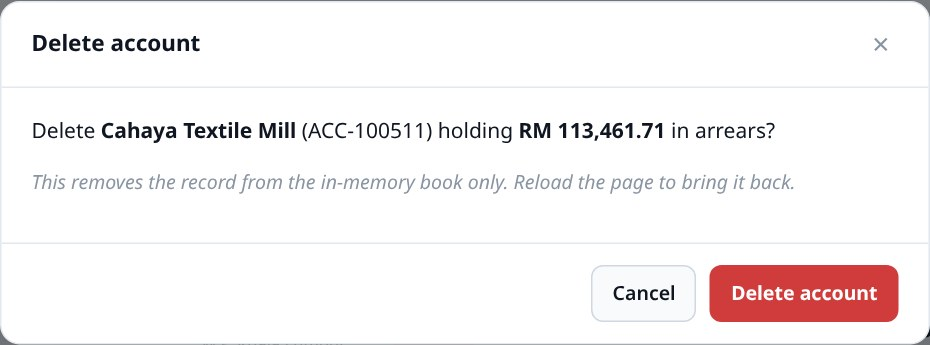 Delete account
Delete Cahaya Textile Mill (ACC-100511) holding RM 113,461.71 in arrears?
This removes the record from the in-memory book only. Reload the page to bring it back.
Cancel
Delete account